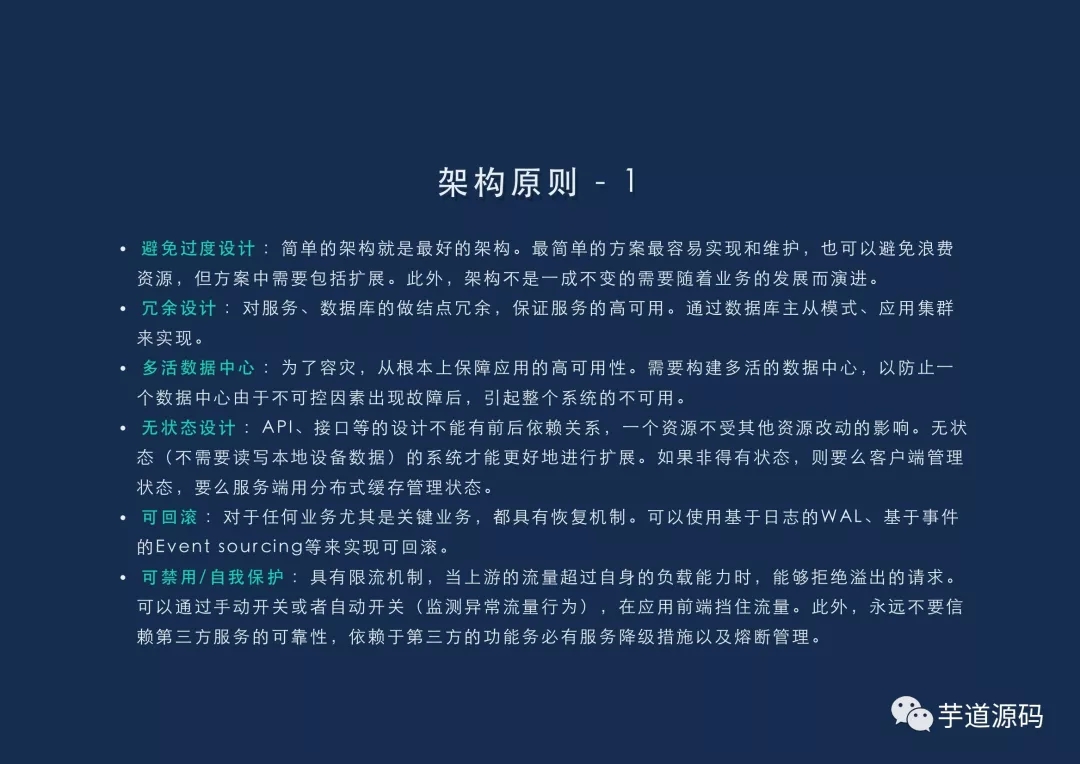 架构原则 - 1
• 避免过度设计：简单的架构就是最好的架构。最简单的方案最容易实现和维护，也可以避免浪费
资源，但方案中需要包括扩展。此外，架构不是一成不变的需要随着业务的发展而演进。
• 冗余设计：对服务、数据库的做结点冗余，保证服务的高可用。通过数据库主从模式、应用集群
来实现。
• 多活数据中心：为了容灾，从根本上保障应用的高可用性。需要构建多活的数据中心，以防止一
个数据中心由于不可控因素出现故障后，引起整个系统的不可用。
• 无状态设计：API、接口等的设计不能有前后依赖关系，一个资源不受其他资源改动的影响。无状
态（不需要读写本地设备数据）的系统才能更好地进行扩展。如果非得有状态，则要么客户端管理
状态，要么服务端用分布式缓存管理状态。
• 可回滚：对于任何业务尤其是关键业务，都具有恢复机制。可以使用基于日志的WAL、基于事件
的Event sourcing等来实现可回滚。
• 可禁用/自我保护：具有限流机制，当上游的流量超过自身的负载能力时，能够拒绝溢出的请求。
可以通过手动开关或者自动开关（监测异常流量行为），在应用前端挡住流量。此外，永远不要信
赖第三方服务的可靠性，依赖于第三方的功能务必有服务降级措施以及熔断管理。
芋道源码